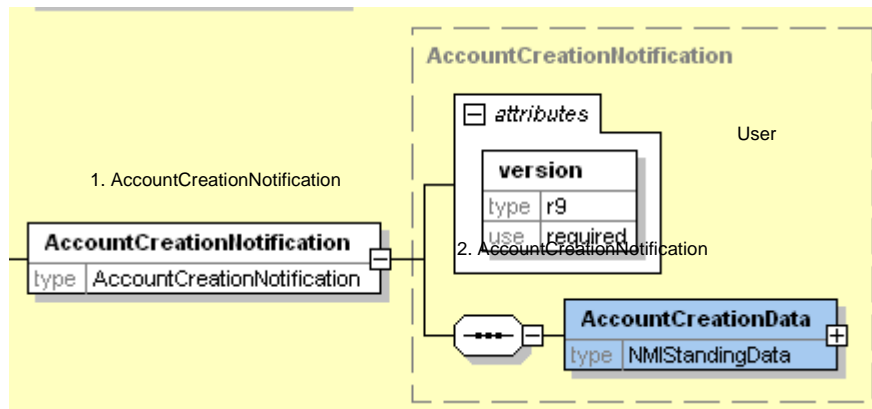 AccountCreationNotification
attributes
User
version
1. AccountCreationNotification
type r9
use required
AccountCreationNotification
2. AccountCreationNotification
type AccountCreationNotification
AccountCreationData
type NMIStandingData